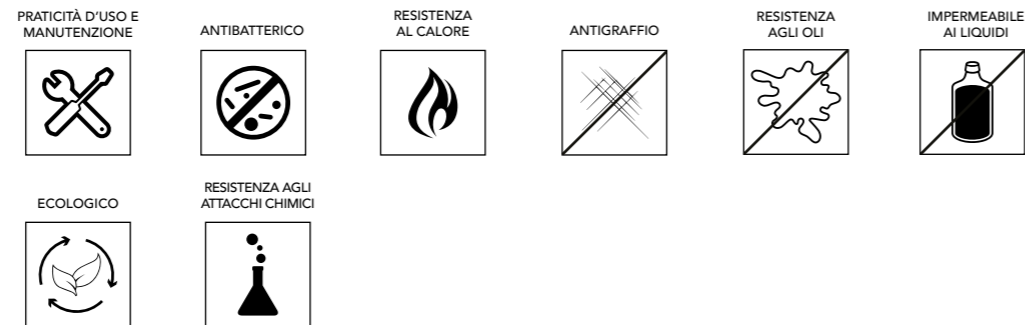 PRATICITÀ D'USO E
MANUTENZIONE
ANTIBATTERICO
RESISTENZA
AL CALORE
ANTIGRAFFIO
RESISTENZA
AGLI OLI
IMPERMEABILE
AI LIQUIDI
ECOLOGICO
RESISTENZA AGLI
ATTACCHI CHIMICI